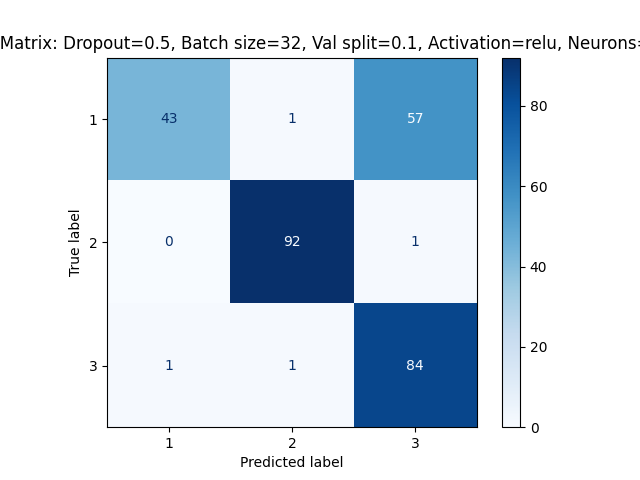 Matrix: Dropout=0.5, Batch size=32, Val split=0.1, Activation=relu, Neurons=
43 1 57
0 92 1
1 1 84
1
2
3
True label
1 2 3
Predicted label
80
60
40
20
0